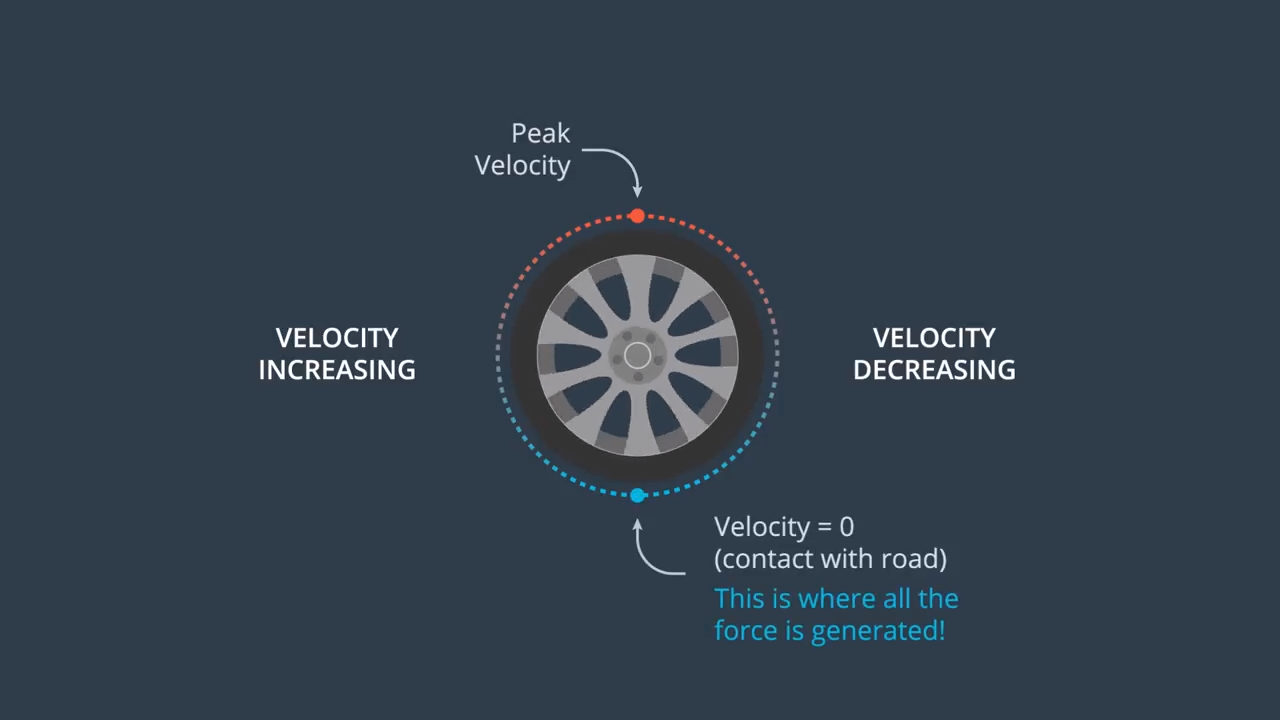 Peak
Velocity
VELOCITY
INCREASING
VELOCITY
DECREASING
Velocity = 0
(contact with road)
This is where all the
force is generated!